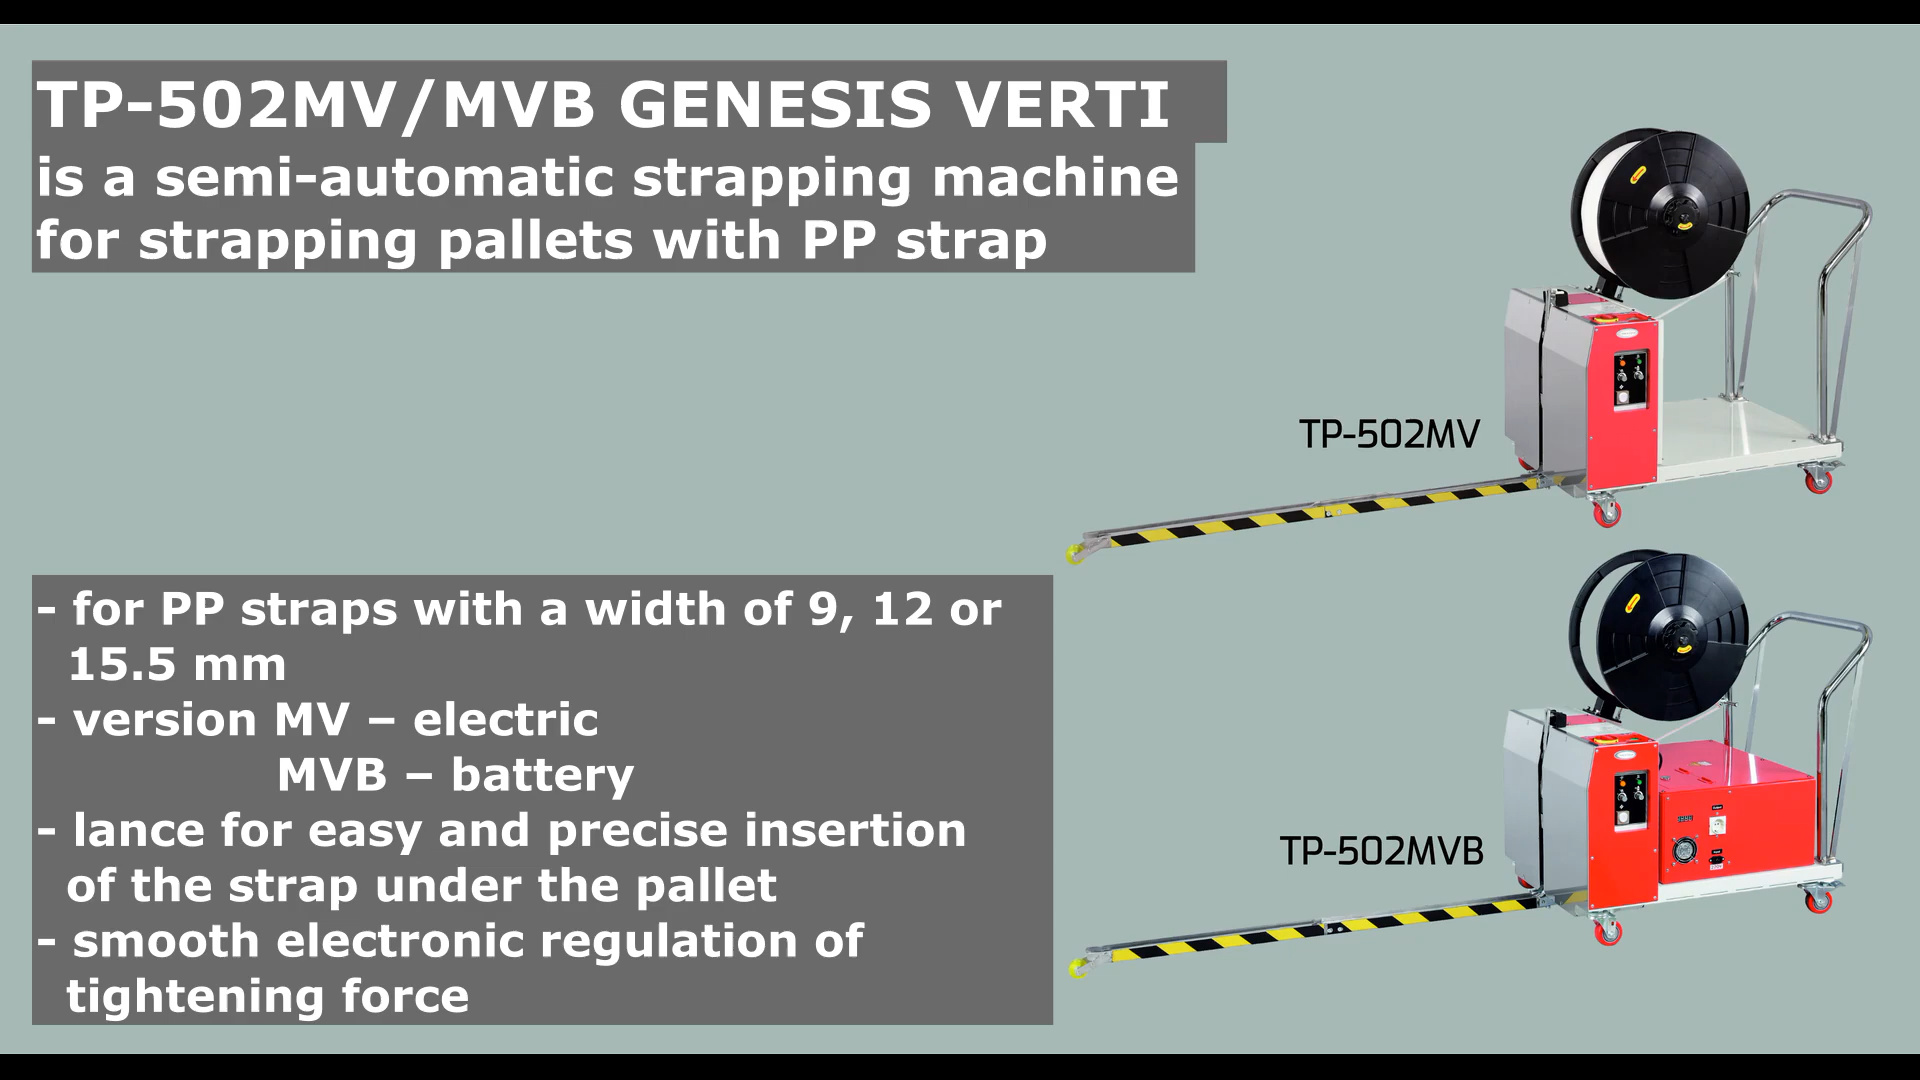 TP-502MV/MVB GENESIS VERTI
is a semi-automatic strapping machine
for strapping pallets with PP strap
TP-502MV
- for PP straps with a width of 9, 12 or
15.5 mm
- version MV – electric
MVB – battery
- lance for easy and precise insertion
of the strap under the pallet
- smooth electronic regulation of
tightening force
TP-502MVB